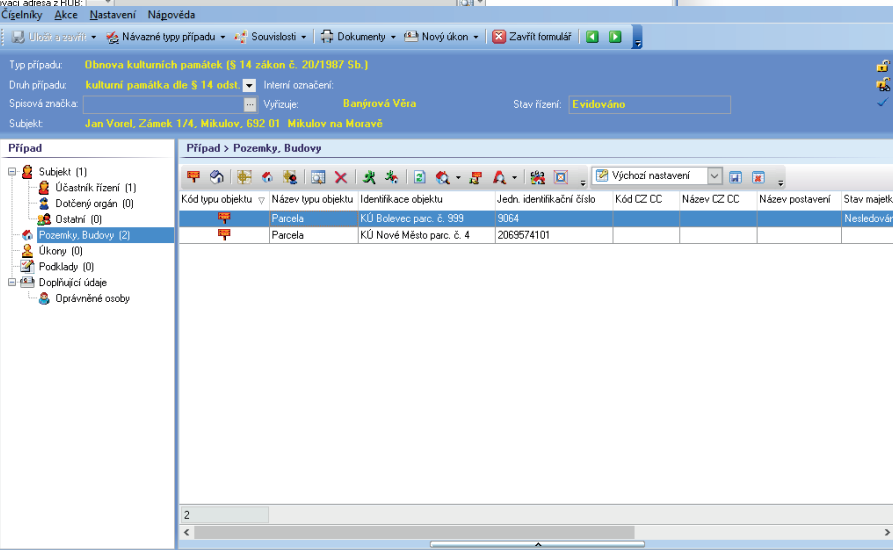 ovací adresa z RUB:
Číselníky Akce Nastavení Nápověda
Uložit a zavřít Návazné typy případu Souvislosti Dokumenty Nový úkon Zavřít formulář
Typ případu: Obnova kulturních památek (§ 14 zákon č. 20/1987 Sb.)
Druh případu: kulturní památka dle § 14 odst. Interní označení:
Spisová značka: ... Vyřizuje: Banýrová Věra Stav řízení: Evidováno
Subjekt: Jan Vorel, Zámek 1/4, Mikulov, 692 01 Mikulov na Moravě
Případ
Případ > Pozemky, Budovy
Subjekt (1)
Účastník řízení (1)
Dotčený orgán (0)
Ostatní (0)
Pozemky, Budovy (2)
Úkony (0)
Podklady (0)
Doplňující údaje
Oprávněné osoby
Výchozí nastavení
Kód typu objektu Název typu objektu Identifikace objektu Jedn. identifikační číslo Kód CZ CC Název CZ CC Název postavení Stav majetk
Parcela KÚ Bolevec parc. č. 999 9064 Nesledován
Parcela KÚ Nové Město parc. č. 4 2069574101
2